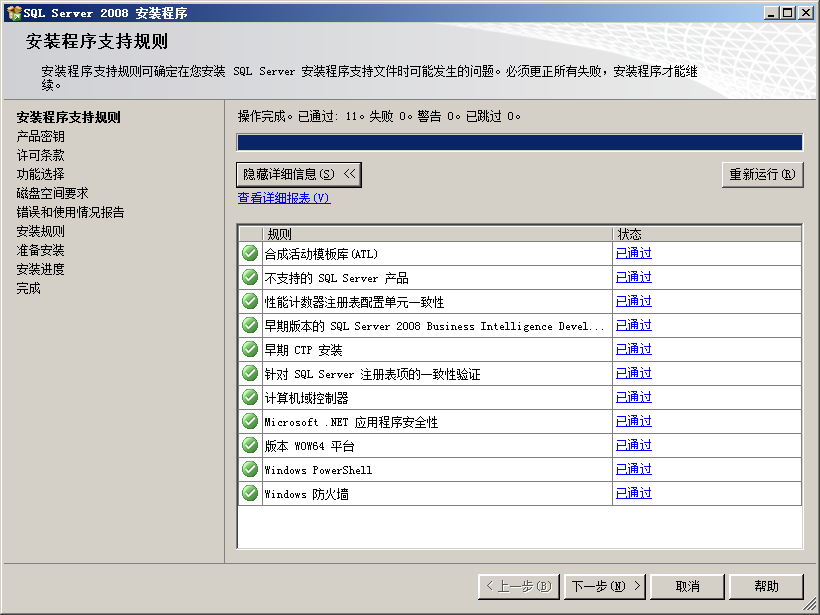 SQL Server 2008 安装程序
安装程序支持规则
安装程序支持规则可确定在您安装 SQL Server 安装程序支持文件时可能发生的问题。必须更正所有失败，安装程序才能继
续。
安装程序支持规则
产品密钥
许可条款
功能选择
磁盘空间要求
错误和使用情况报告
安装规则
准备安装
安装进度
完成
操作完成。已通过: 11。失败 0。警告 0。已跳过 0。
隐藏详细信息(S) <<
重新运行(R)
查看详细报表(V)
规则 状态
合成活动模板库(ATL) 已通过
不支持的 SQL Server 产品 已通过
性能计数器注册表配置单元一致性 已通过
早期版本的 SQL Server 2008 Business Intelligence Devel... 已通过
早期 CTP 安装 已通过
针对 SQL Server 注册表项的一致性验证 已通过
计算机域控制器 已通过
Microsoft .NET 应用程序安全性 已通过
版本 WOW64 平台 已通过
Windows PowerShell 已通过
Windows 防火墙 已通过
< 上一步(B) 下一步(N) > 取消 帮助